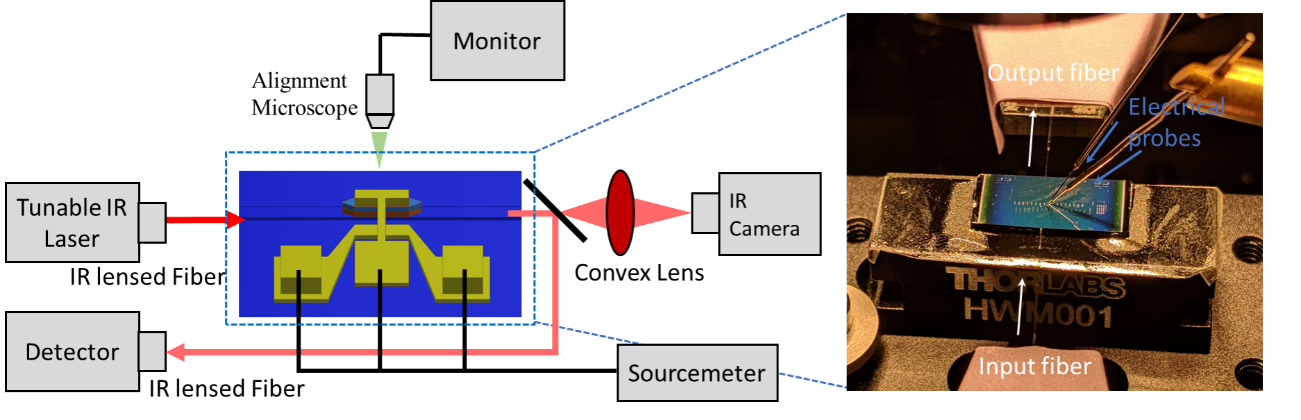 Monitor
Alignment
Microscope
Tunable IR
Laser
IR lensed Fiber
IR
Camera
Convex Lens
Detector
IR lensed Fiber
Sourcemeter
Output fiber
Electrical
probes
THORLABS
HWM001
Input fiber